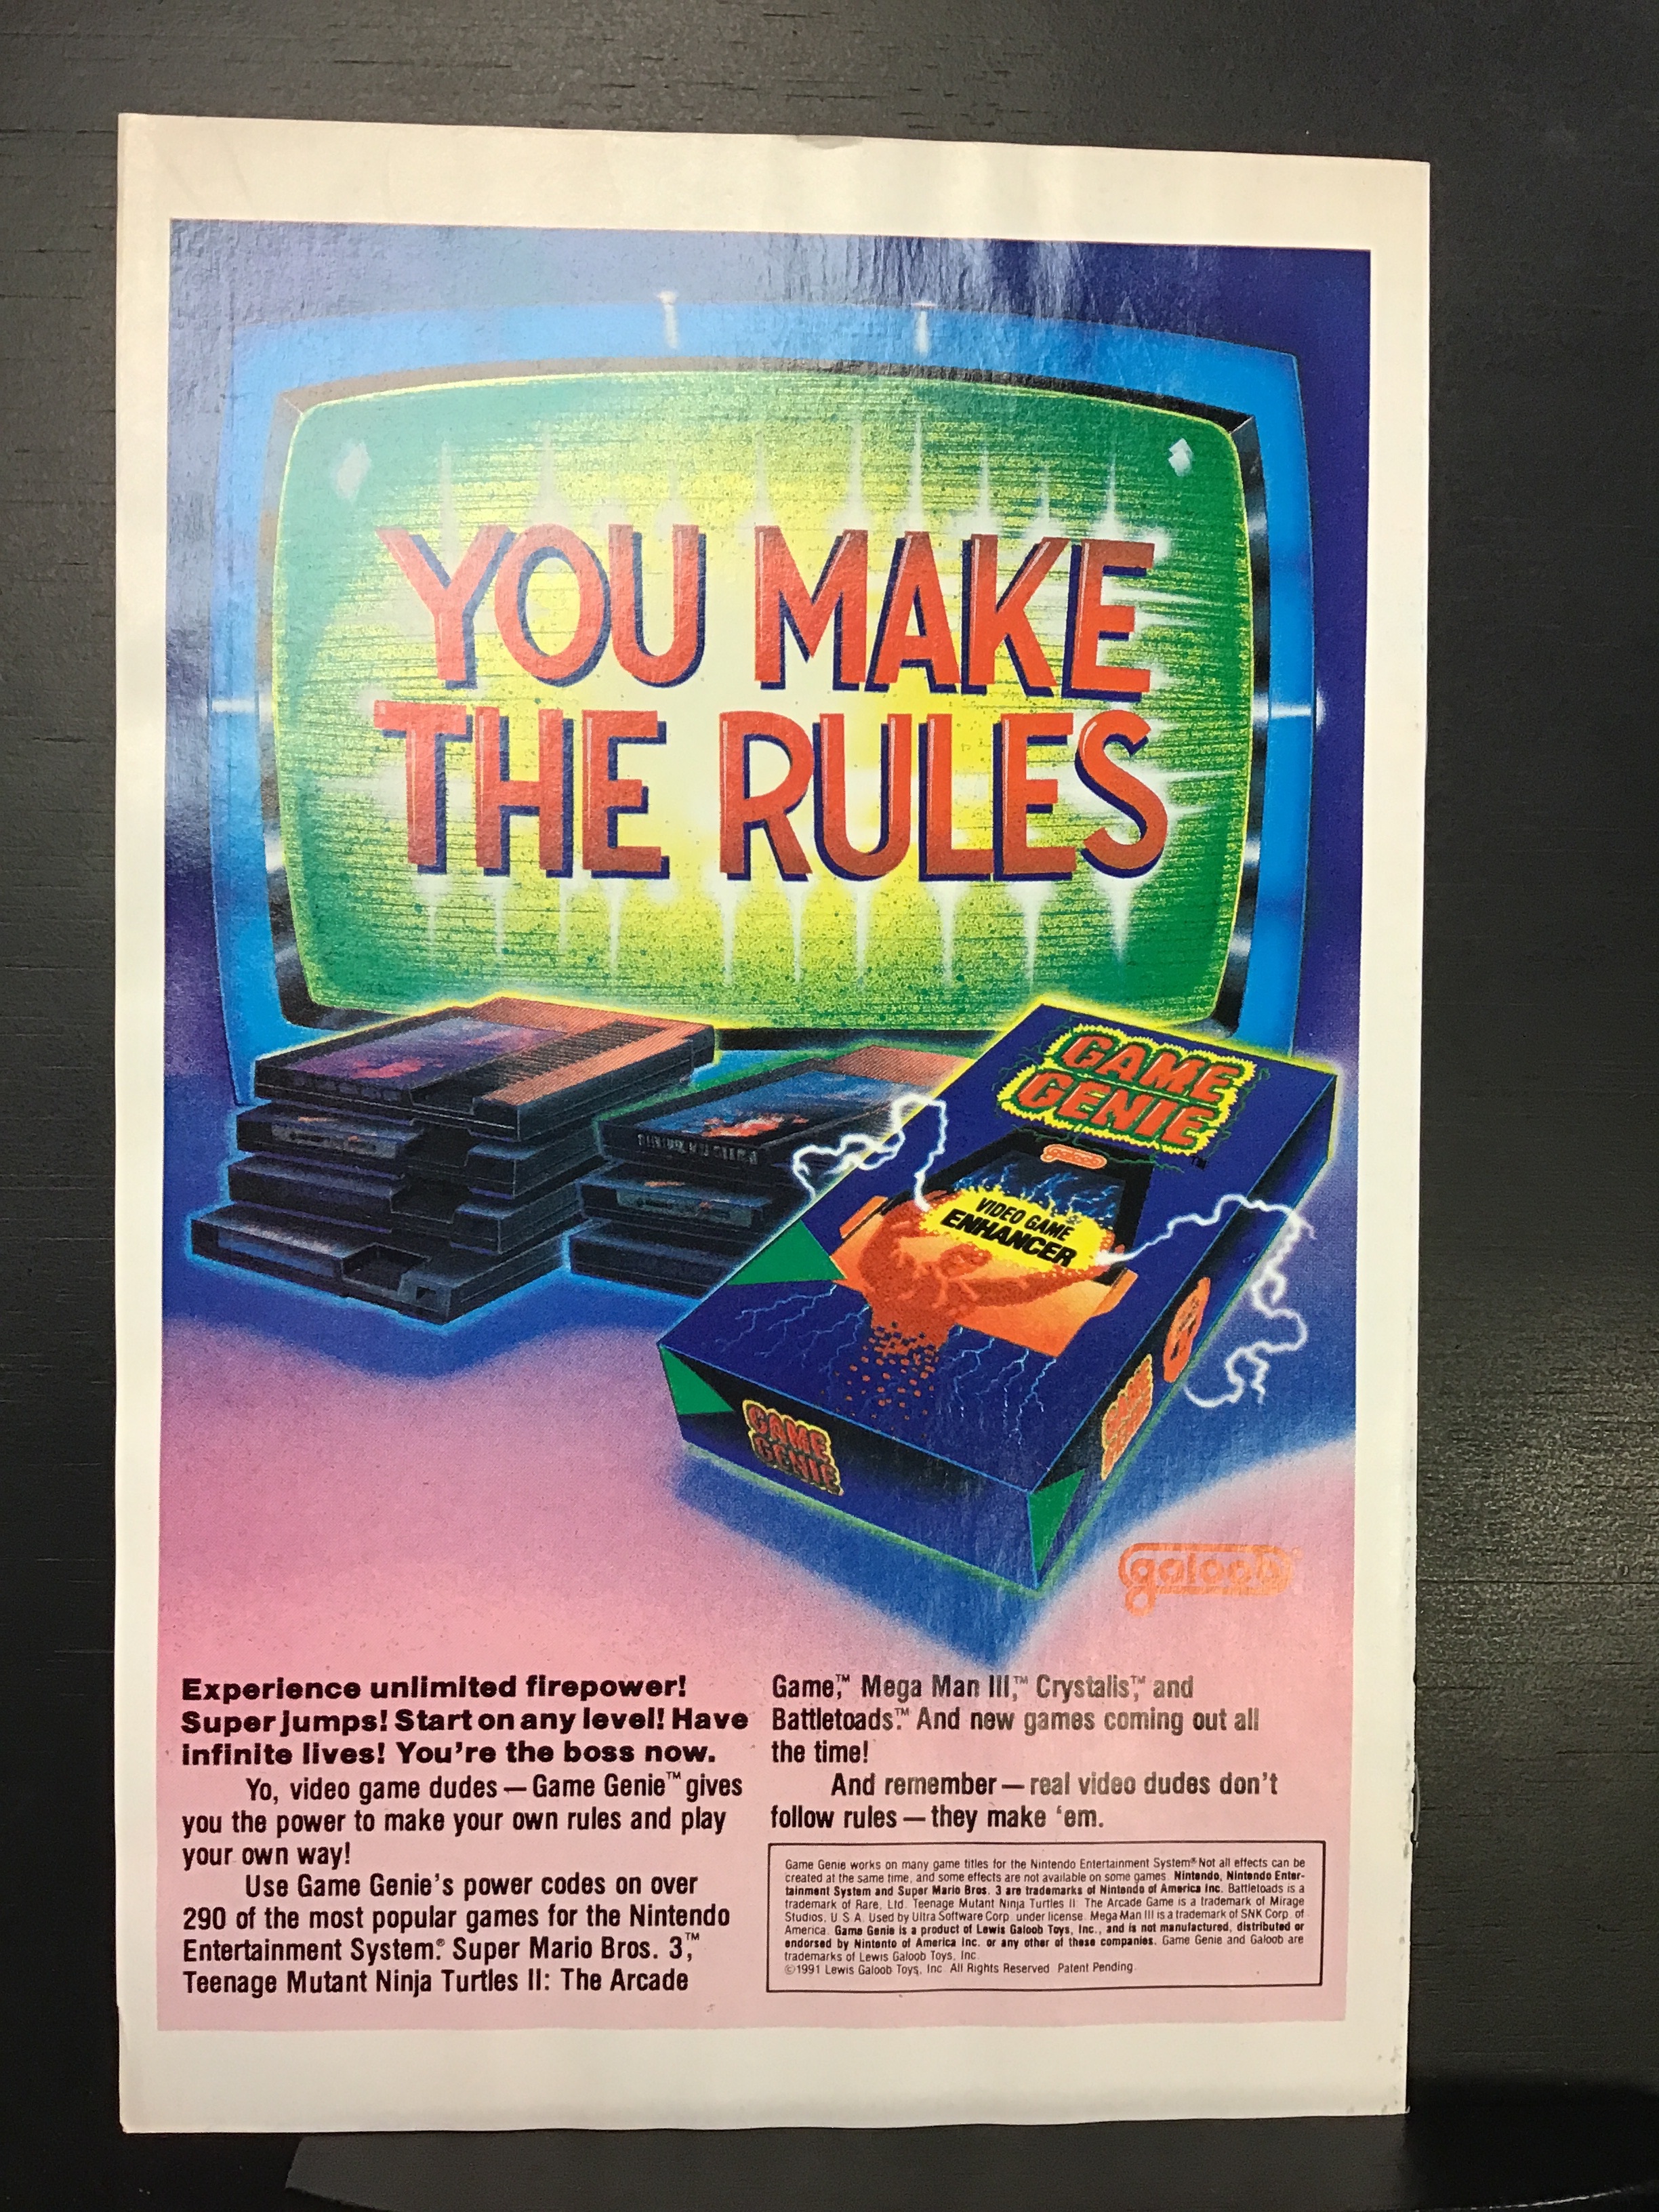 YOU MAKE
THE RULES
GAME
GENIE™
galoob
VIDEO GAME
ENHANCER
GAME
GENIE
GAME
GENIE
galoob
Experience unlimited firepower!
Super jumps! Start on any level! Have
infinite lives! You're the boss now.
Yo, video game dudes — Game Genie™ gives
you the power to make your own rules and play
your own way!
Use Game Genie's power codes on over
290 of the most popular games for the Nintendo
Entertainment System.® Super Mario Bros. 3,™
Teenage Mutant Ninja Turtles II: The Arcade
Game,™ Mega Man III,™ Crystalis,™ and
Battletoads.™ And new games coming out all
the time!
And remember — real video dudes don't
follow rules — they make 'em.
Game Genie works on many game titles for the Nintendo Entertainment System® Not all effects can be
created at the same time, and some effects are not available on some games. Nintendo, Nintendo Enter-
tainment System and Super Mario Bros. 3 are trademarks of Nintendo of America Inc. Battletoads is a
trademark of Rare, Ltd. Teenage Mutant Ninja Turtles II The Arcade Game is a trademark of Mirage
Studios, U S A. Used by Ultra Software Corp. under license. Mega Man III is a trademark of SNK Corp. of
America. Game Genie is a product of Lewis Galoob Toys, Inc., and is not manufactured, distributed or
endorsed by Nintento of America Inc. or any other of these companies. Game Genie and Galoob are
trademarks of Lewis Galoob Toys, Inc.
©1991 Lewis Galoob Toys, Inc. All Rights Reserved Patent Pending.